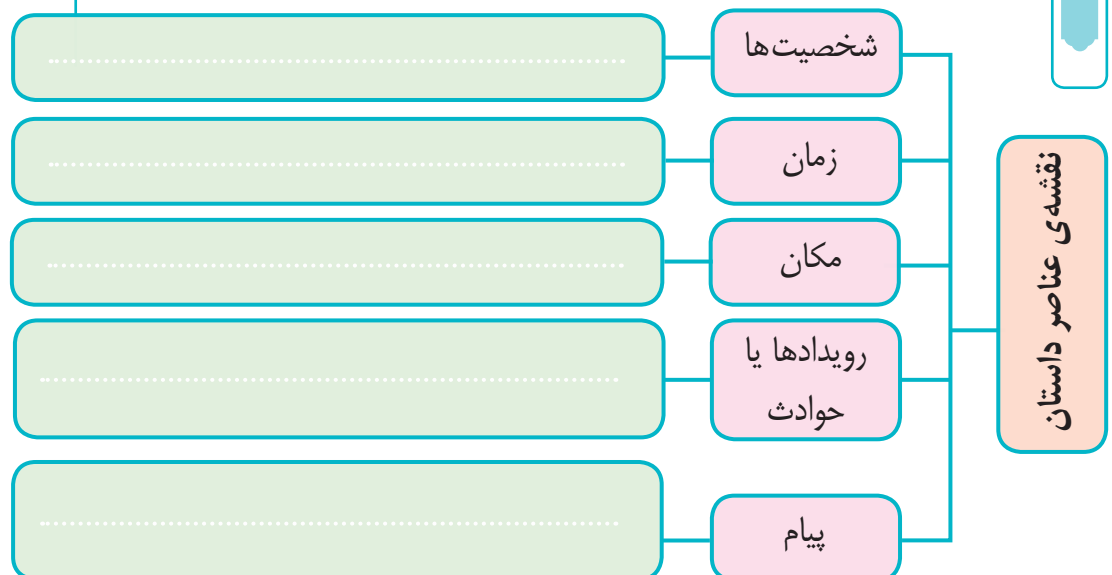 نقشه‌ی عناصر داستان
شخصیت‌ها
زمان
مکان
رویدادها یا
حوادث
پیام